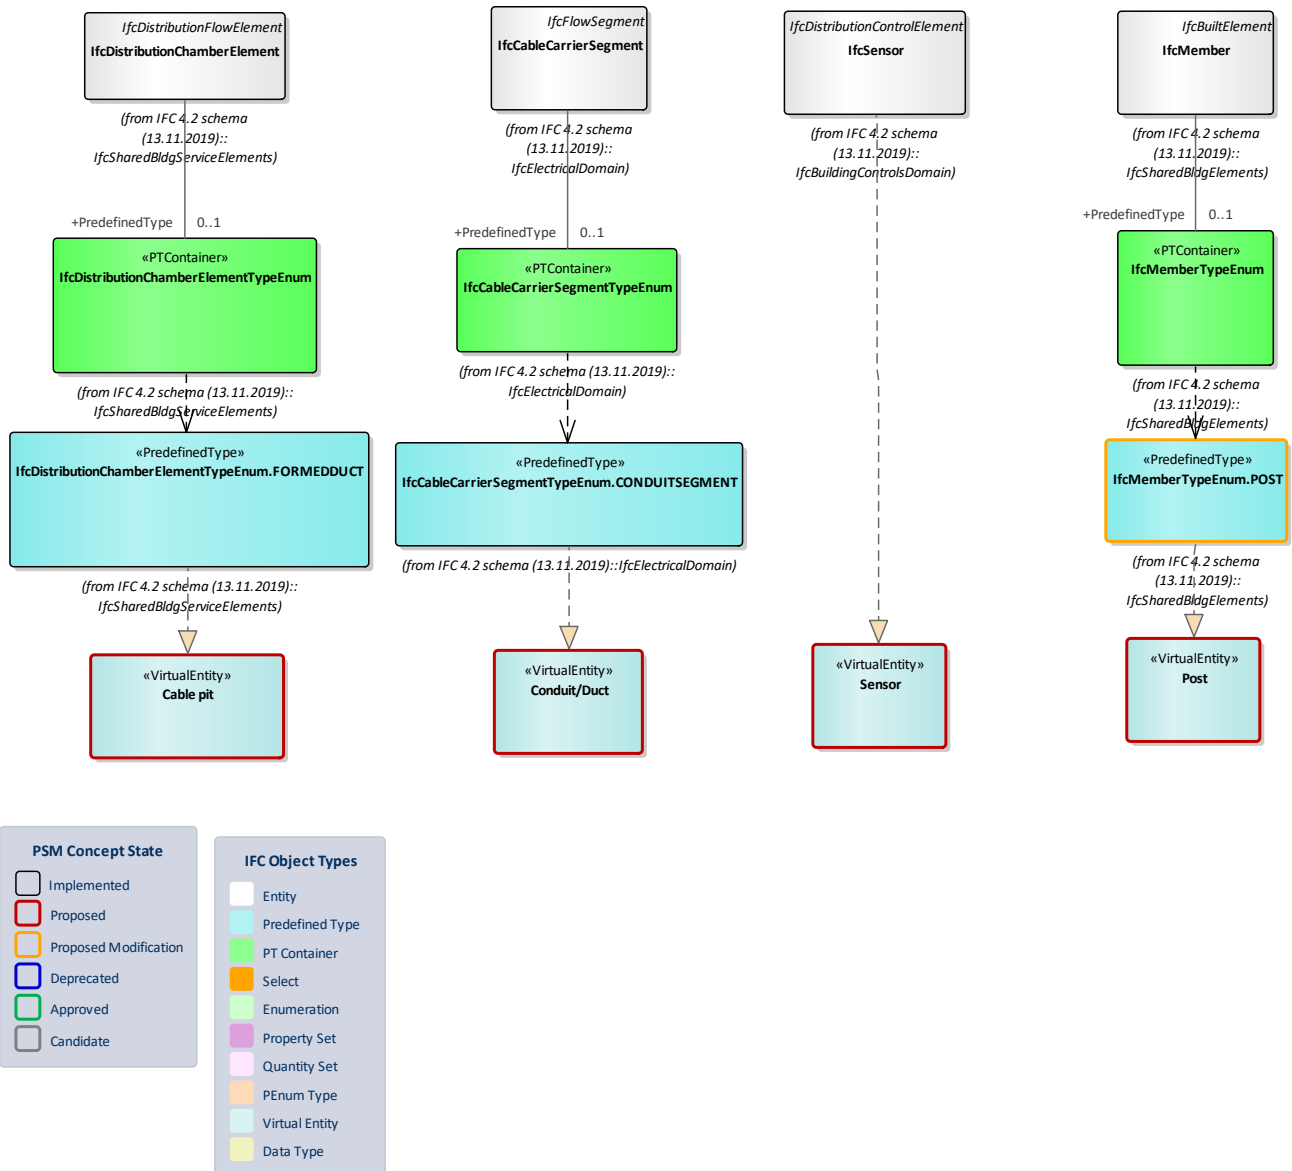 IfcDistributionFlowElement
IfcDistributionChamberElement
(from IFC 4.2 schema
(13.11.2019)::
IfcSharedBldgServiceElements)
+PredefinedType 0..1
«PTContainer»
IfcDistributionChamberElementTypeEnum
(from IFC 4.2 schema (13.11.2019)::
IfcSharedBldgServiceElements)
«PredefinedType»
IfcDistributionChamberElementTypeEnum.FORMEDDUCT
(from IFC 4.2 schema (13.11.2019)::
IfcSharedBldgServiceElements)
«VirtualEntity»
Cable pit
IfcFlowSegment
IfcCableCarrierSegment
(from IFC 4.2 schema
(13.11.2019)::
IfcElectricalDomain)
+PredefinedType 0..1
«PTContainer»
IfcCableCarrierSegmentTypeEnum
(from IFC 4.2 schema (13.11.2019)::
IfcElectricalDomain)
«PredefinedType»
IfcCableCarrierSegmentTypeEnum.CONDUITSEGMENT
(from IFC 4.2 schema (13.11.2019)::IfcElectricalDomain)
«VirtualEntity»
Conduit/Duct
IfcDistributionControlElement
IfcSensor
(from IFC 4.2 schema
(13.11.2019)::
IfcBuildingControlsDomain)
«VirtualEntity»
Sensor
IfcBuiltElement
IfcMember
(from IFC 4.2 schema
(13.11.2019)::
IfcSharedBldgElements)
+PredefinedType 0..1
«PTContainer»
IfcMemberTypeEnum
(from IFC 4.2 schema
(13.11.2019)::
IfcSharedBldgElements)
«PredefinedType»
IfcMemberTypeEnum.POST
(from IFC 4.2 schema
(13.11.2019)::
IfcSharedBldgElements)
«VirtualEntity»
Post
PSM Concept State
Implemented
Proposed
Proposed Modification
Deprecated
Approved
Candidate
IFC Object Types
Entity
Predefined Type
PT Container
Select
Enumeration
Property Set
Quantity Set
PEnum Type
Virtual Entity
Data Type